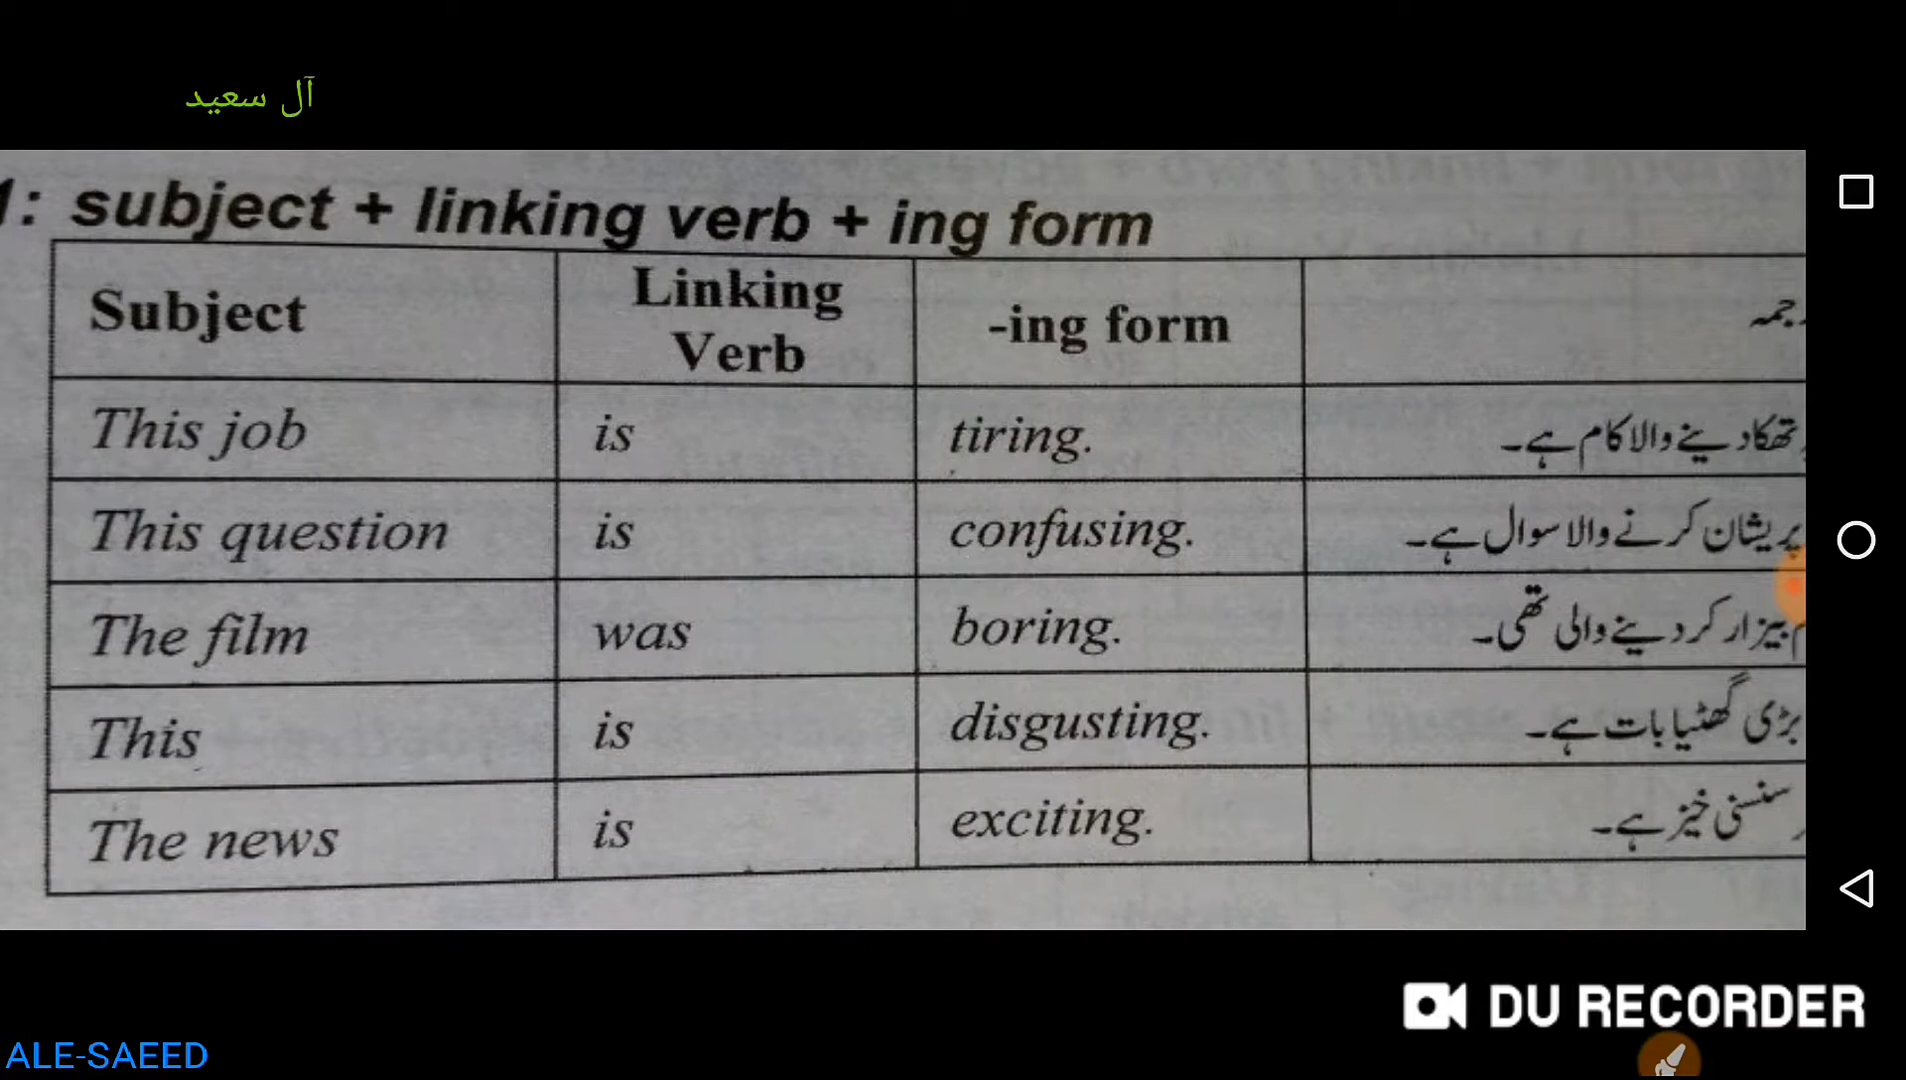 آل سعید
1: subject + linking verb + ing form
Subject Linking Verb -ing form
This job is tiring. تھکا دینے والا کام ہے۔
This question is confusing. پریشان کرنے والا سوال ہے۔
The film was boring. بیزار کر دینے والی تھی۔
This is disgusting. بڑی گھٹیا بات ہے۔
The news is exciting. سنسنی خیز ہے۔
DU RECORDER
ALE-SAEED